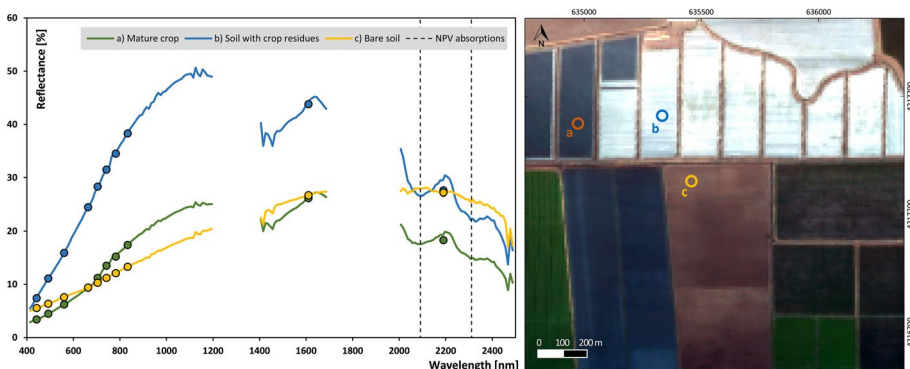 60
50
40
30
20
10
0
Reflectance [%]
a) Mature crop
b) Soil with crop residues
c) Bare soil
NPV absorptions
400
600
800
1000
1200
1400
1600
1800
2000
2200
2400
Wavelength [nm]
635000
635500
636000
N
a
b
c
0 100 200 m